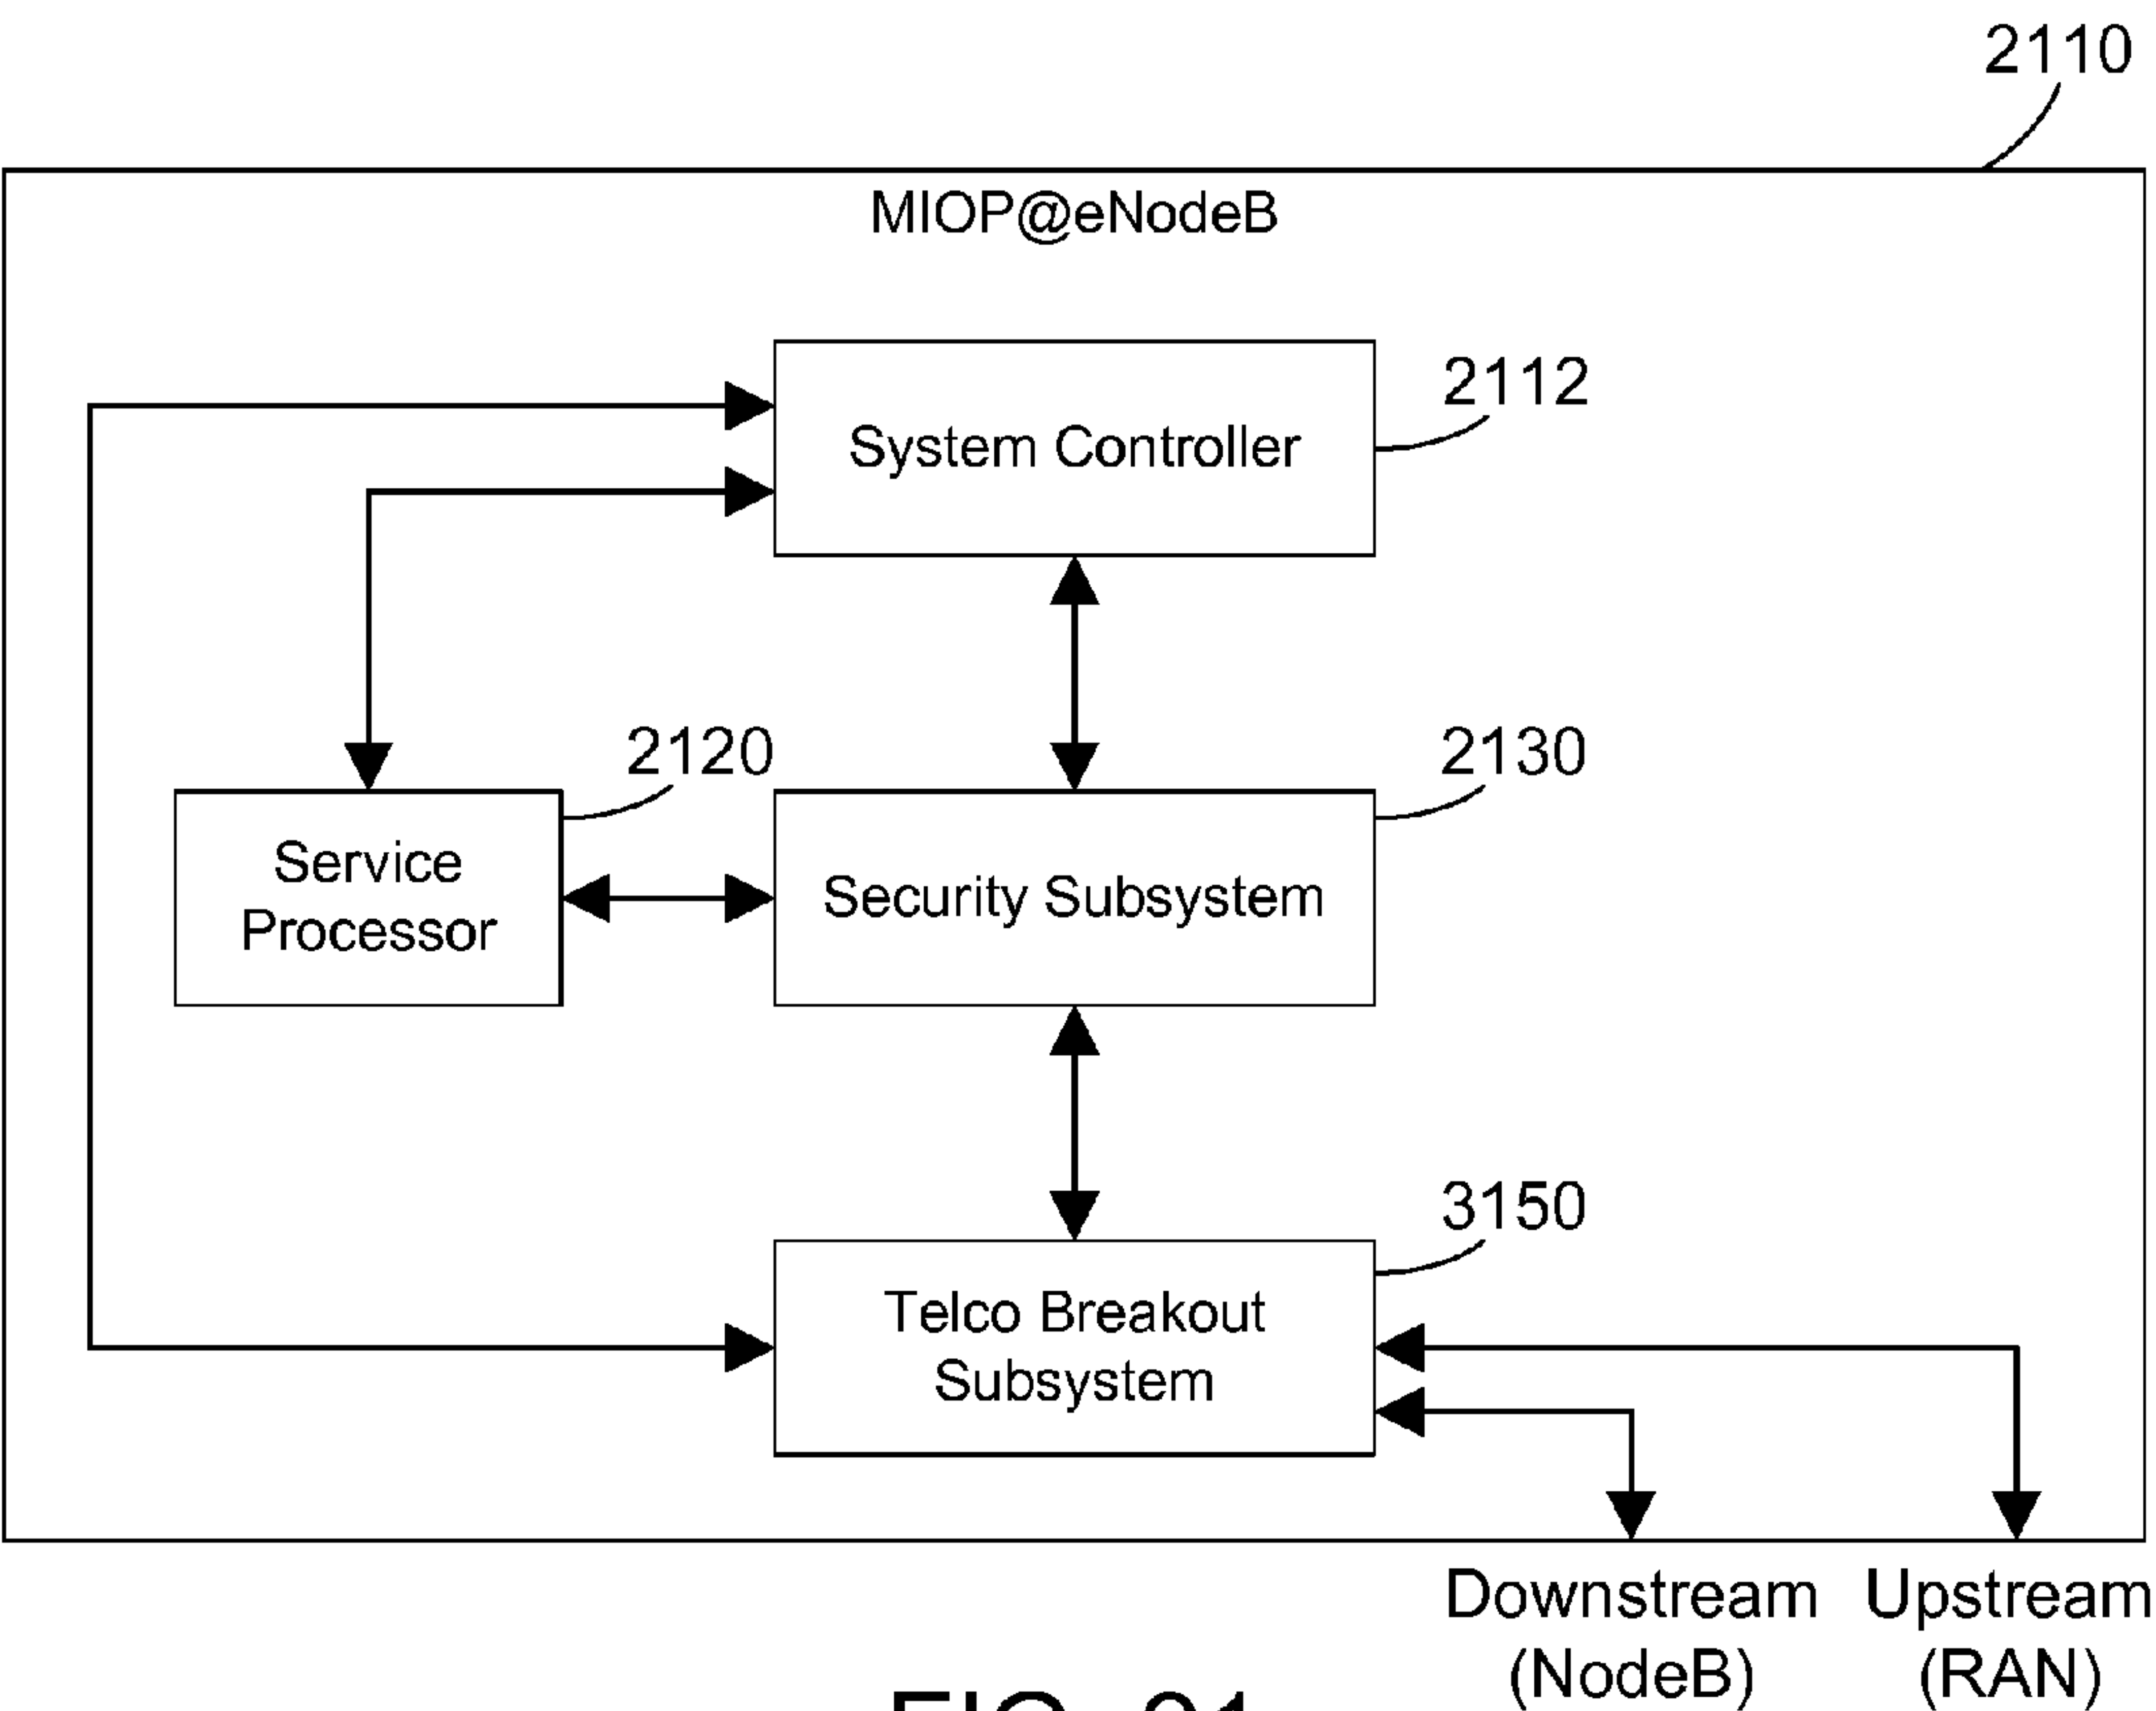 2110
MIOP@eNodeB
2112
System Controller
2120
2130
Service
Processor
Security Subsystem
3150
Telco Breakout
Subsystem
Downstream
(NodeB)
Upstream
(RAN)